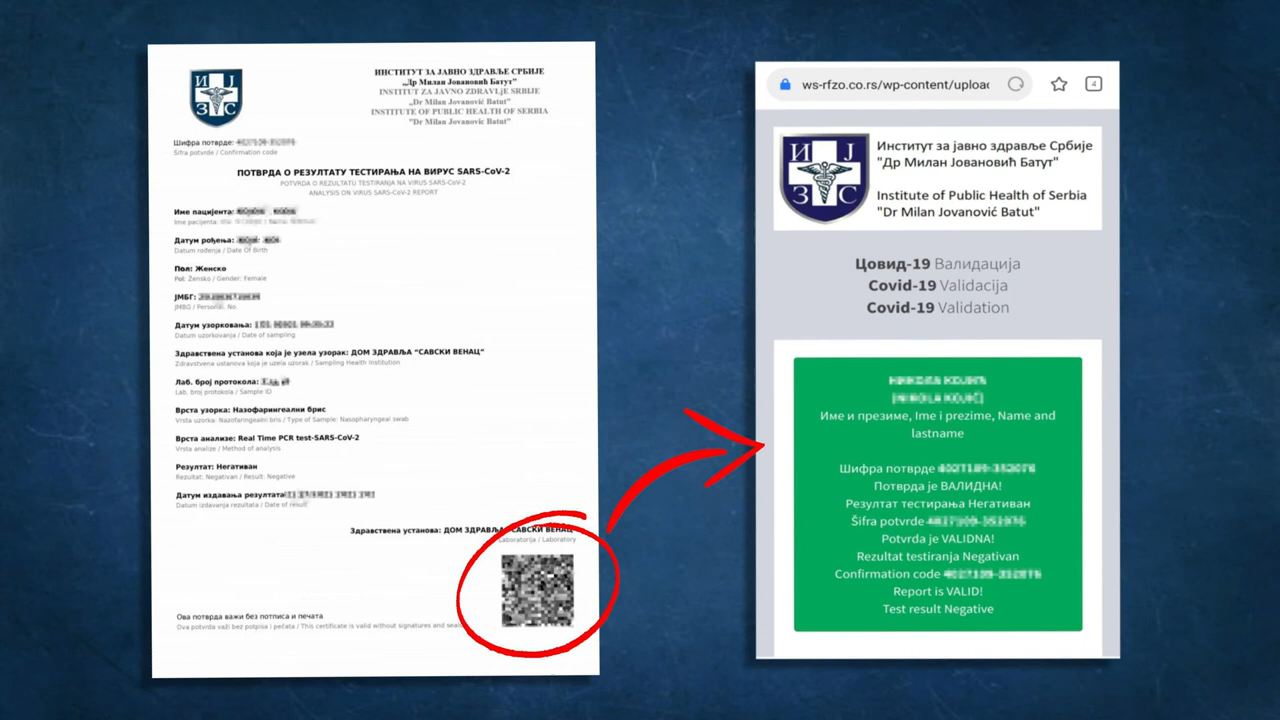 И Ј
З С
ИНСТИТУТ ЗА ЈАВНО ЗДРАВЉЕ СРБИЈЕ
„Др Милан Јовановић Батут"
INSTITUT ZA JAVNO ZDRAVLjE SRBIJE
„Dr Milan Jovanović Batut"
INSTITUTE OF PUBLIC HEALTH OF SERBIA
"Dr Milan Jovanovic Batut"
Шифра потврде:
Šifra potvrde / Confirmation code
ПОТВРДА О РЕЗУЛТАТУ ТЕСТИРАЊА НА ВИРУС SARS-CoV-2
POTVRDA O REZULTATU TESTIRANJA NA VIRUS SARS-CoV-2
ANALYSIS ON VIRUS SARS-CoV-2 REPORT
Име пацијента:
Ime pacijenta:
Датум рођења:
Datum rođenja / Date Of Birth
Пол: Женско
Pol: Žensko / Gender: Female
ЈМБГ:
JMBG / Personal. No.
Датум узорковања:
Datum uzorkovanja / Date of sampling
Здравствена установа која је узела узорак: ДОМ ЗДРАВЉА "САВСКИ ВЕНАЦ"
Zdravstvena ustanova koja je uzela uzorak / Sampling Health Institution
Лаб. број протокола:
Lab. broj protokola / Sample ID
Врста узорка: Назофарингеални брис
Vrsta uzorka: Nazofaringealni bris / Type of Sample: Nasopharyngeal swab
Врста анализе: Real Time PCR test-SARS-CoV-2
Vrsta analize / Method of analysis
Резултат: Негативан
Rezultat: Negativan / Result: Negative
Датум издавања резултата
Datum izdavanja rezultata / Date of result
Здравствена установа: ДОМ ЗДРАВЉА "САВСКИ ВЕНАЦ"
Laboratorija / Laboratory
Ова потврда важи без потписа и печата
Ova potvrda važi bez potpisa i pečata / This certificate is valid without signatures and seals
ws-rfzo.co.rs/wp-content/uploac
4
И Ј
З С
Институт за јавно здравље Србије
"Др Милан Јовановић Батут"
Institute of Public Health of Serbia
"Dr Milan Jovanović Batut"
Цовид-19 Валидација
Covid-19 Validacija
Covid-19 Validation
Име и презиме, Ime i prezime, Name and
lastname
Шифра потврде
Потврда је ВАЛИДНА!
Резултат тестирања Негативан
Šifra potvrde
Potvrda je VALIDNA!
Rezultat testiranja Negativan
Confirmation code
Report is VALID!
Test result Negative